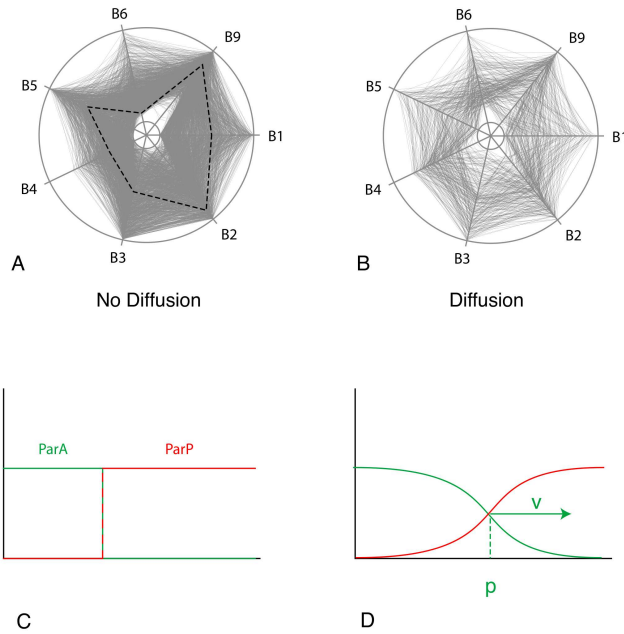 B6
B9
B5
B1
B4
B2
B3
A
B6
B9
B5
B1
B4
B2
B3
B
No Diffusion
Diffusion
ParA
ParP
C
v
p
D